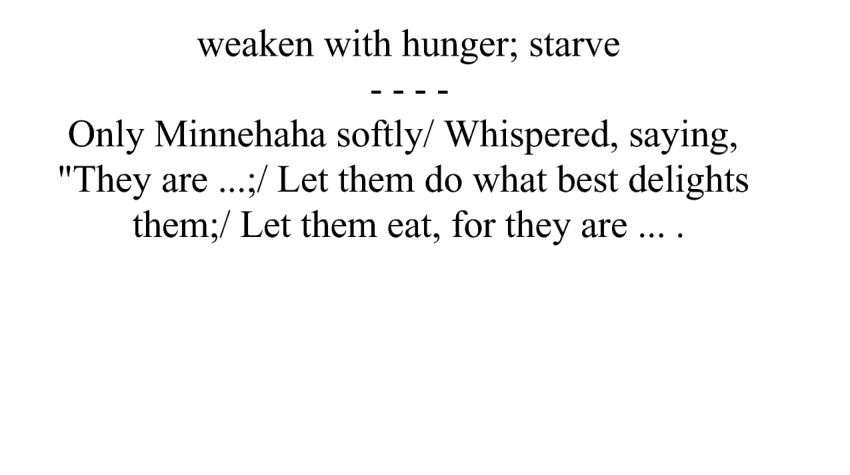 weaken with hunger; starve
- - - -
Only Minnehaha softly/ Whispered, saying,
"They are ...;/ Let them do what best delights
them;/ Let them eat, for they are ... .